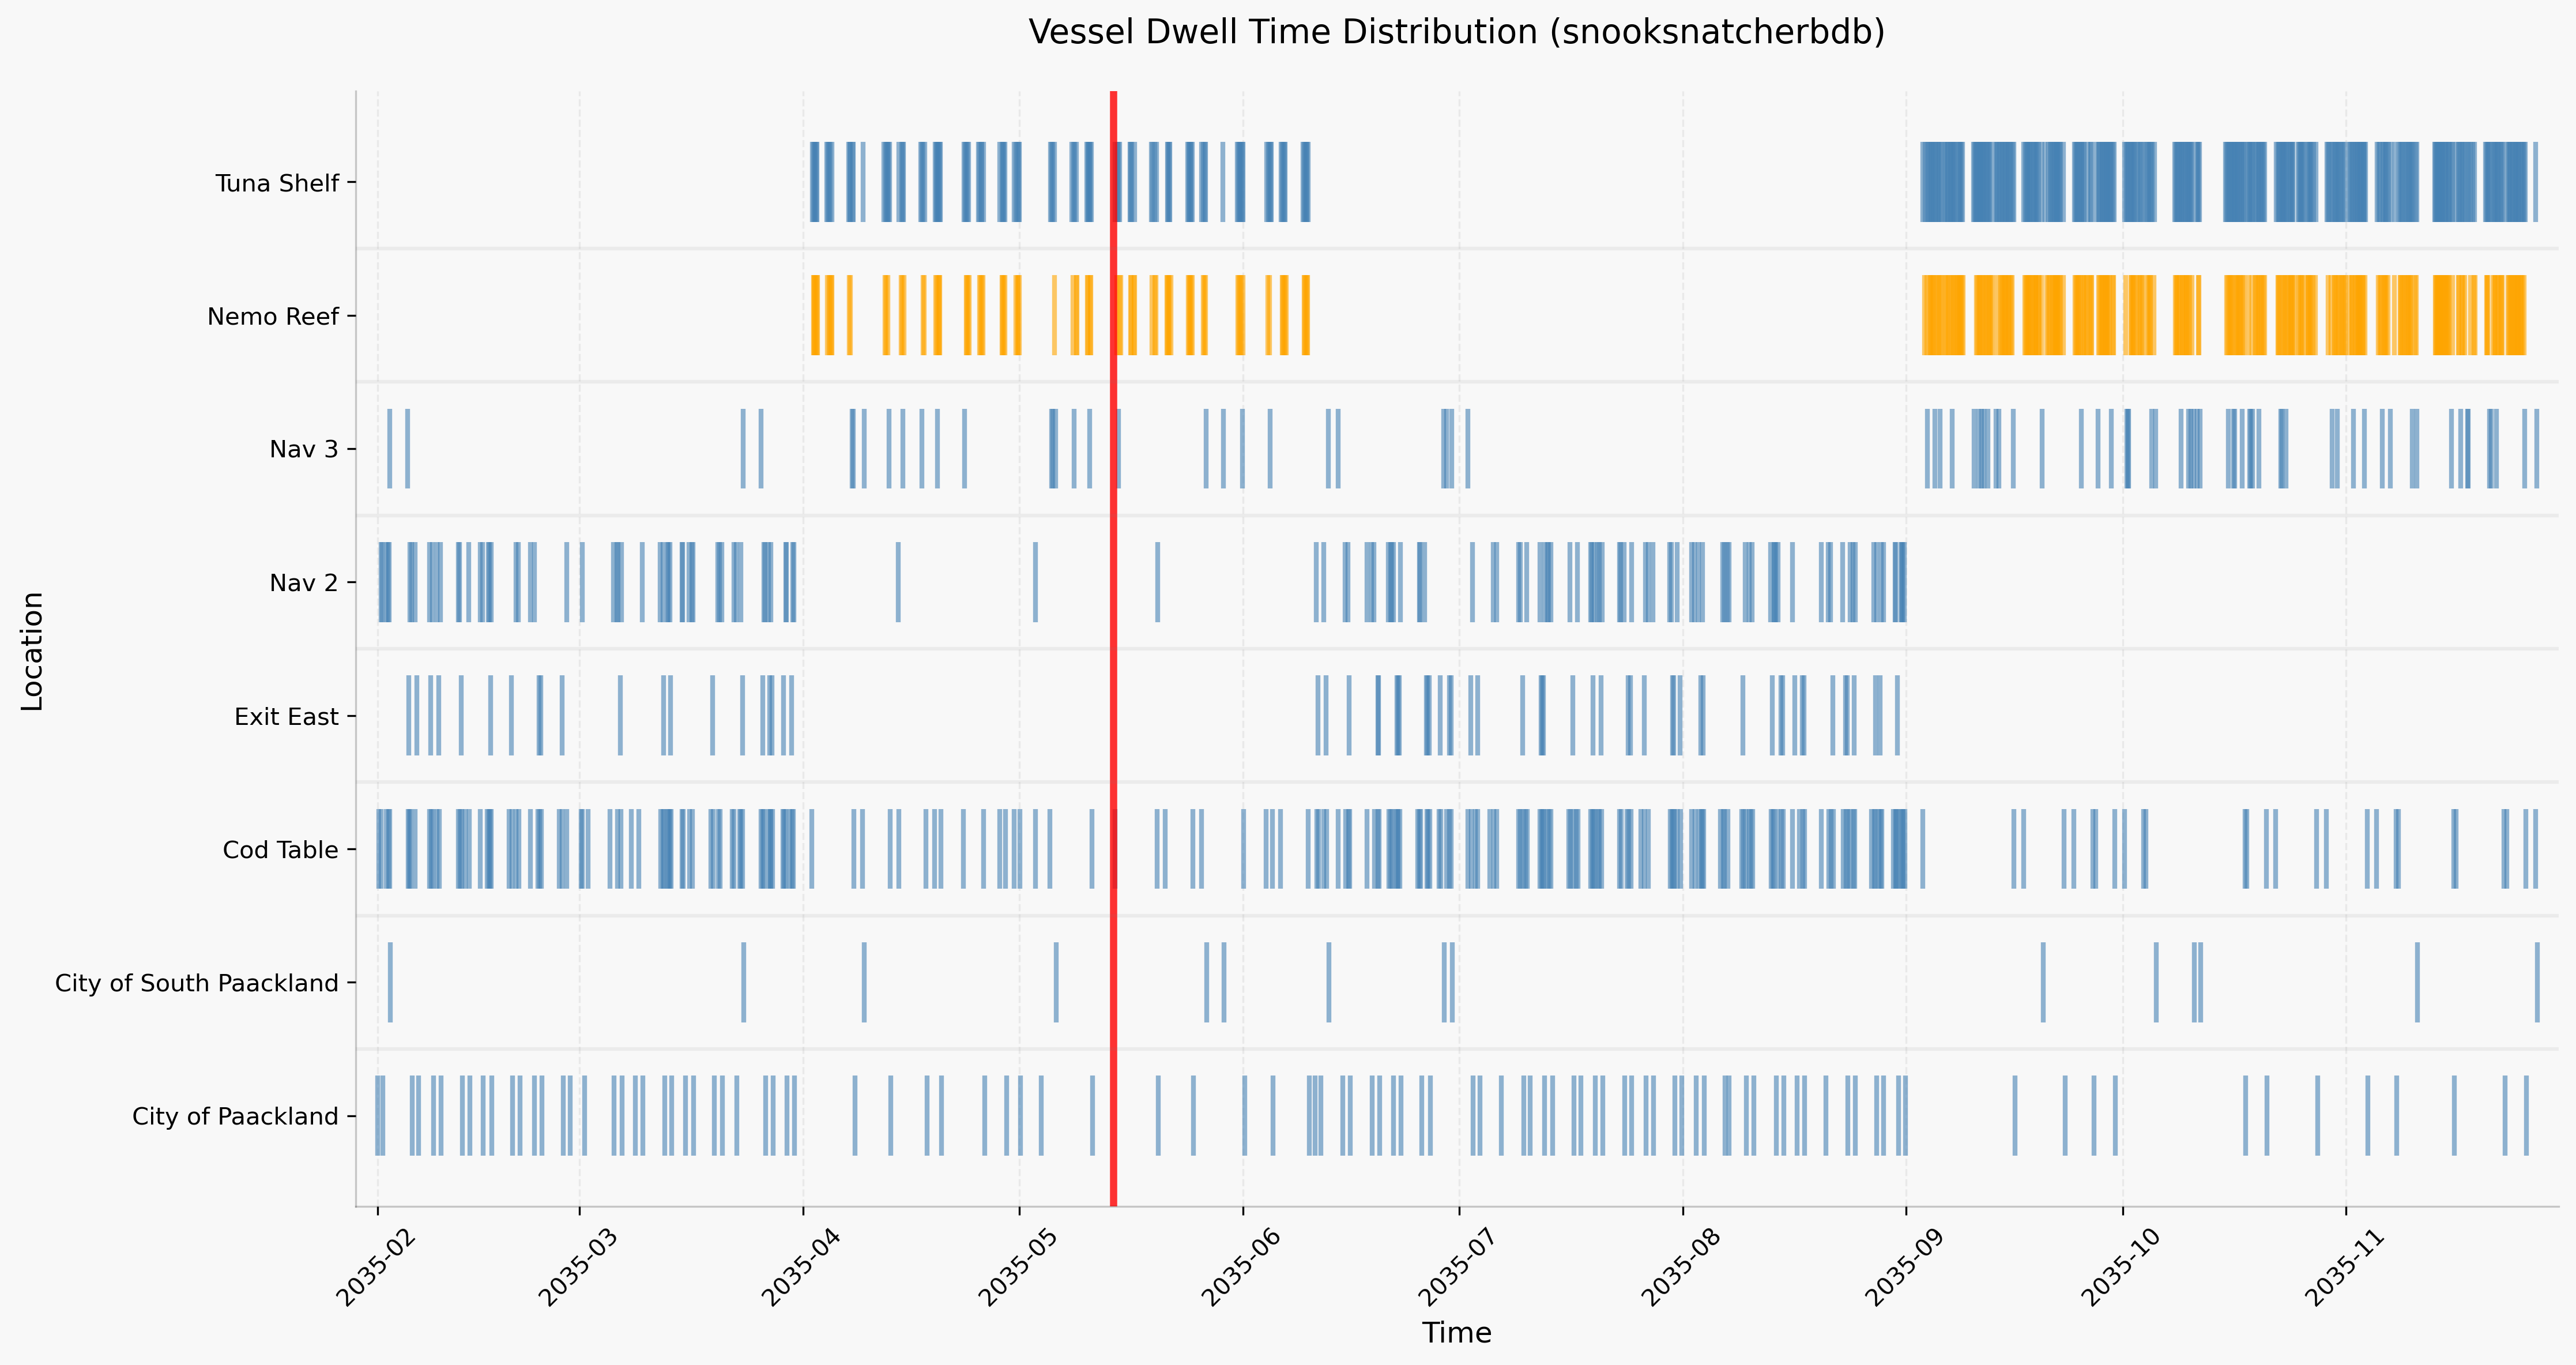 Vessel Dwell Time Distribution (snooksnatcherbdb)
Tuna Shelf
Nemo Reef
Nav 3
Nav 2
Exit East
Cod Table
City of South Paackland
City of Paackland
Location
2035-02
2035-03
2035-04
2035-05
2035-06
2035-07
2035-08
2035-09
2035-10
2035-11
Time